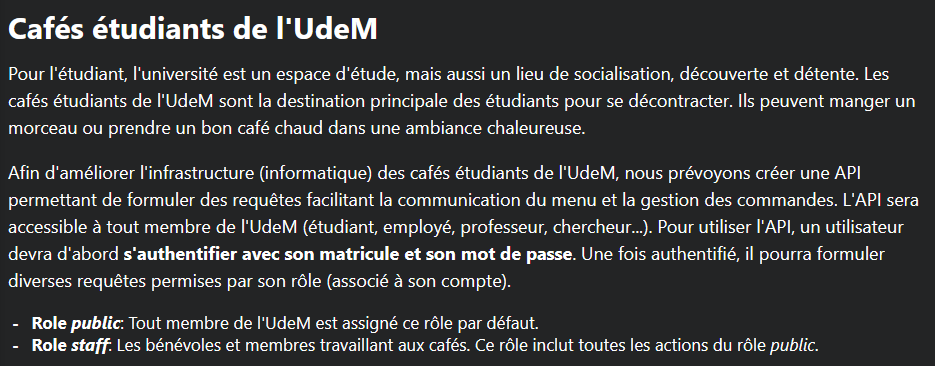 Cafés étudiants de l'UdeM
Pour l'étudiant, l'université est un espace d'étude, mais aussi un lieu de socialisation, découverte et détente. Les
cafés étudiants de l'UdeM sont la destination principale des étudiants pour se décontracter. Ils peuvent manger un
morceau ou prendre un bon café chaud dans une ambiance chaleureuse.
Afin d'améliorer l'infrastructure (informatique) des cafés étudiants de l'UdeM, nous prévoyons créer une API
permettant de formuler des requêtes facilitant la communication du menu et la gestion des commandes. L'API sera
accessible à tout membre de l'UdeM (étudiant, employé, professeur, chercheur...). Pour utiliser l'API, un utilisateur
devra d'abord s'authentifier avec son matricule et son mot de passe. Une fois authentifié, il pourra formuler
diverses requêtes permises par son rôle (associé à son compte).
- Role public: Tout membre de l'UdeM est assigné ce rôle par défaut.
- Role staff: Les bénévoles et membres travaillant aux cafés. Ce rôle inclut toutes les actions du rôle public.